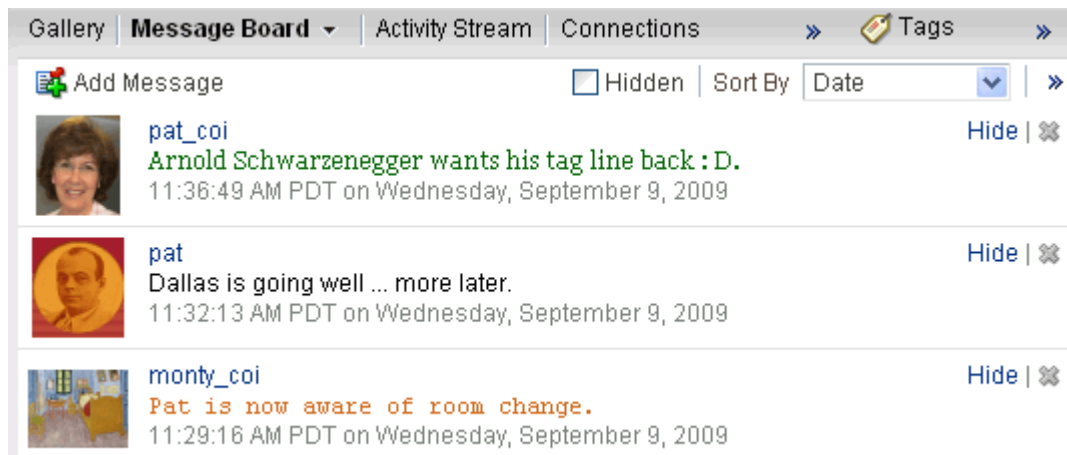 Gallery Message Board Activity Stream Connections » Tags »
Add Message Hidden Sort By Date »
pat_coi Hide |
Arnold Schwarzenegger wants his tag line back : D.
11:36:49 AM PDT on Wednesday, September 9, 2009
pat Hide |
Dallas is going well ... more later.
11:32:13 AM PDT on Wednesday, September 9, 2009
monty_coi Hide |
Pat is now aware of room change.
11:29:16 AM PDT on Wednesday, September 9, 2009